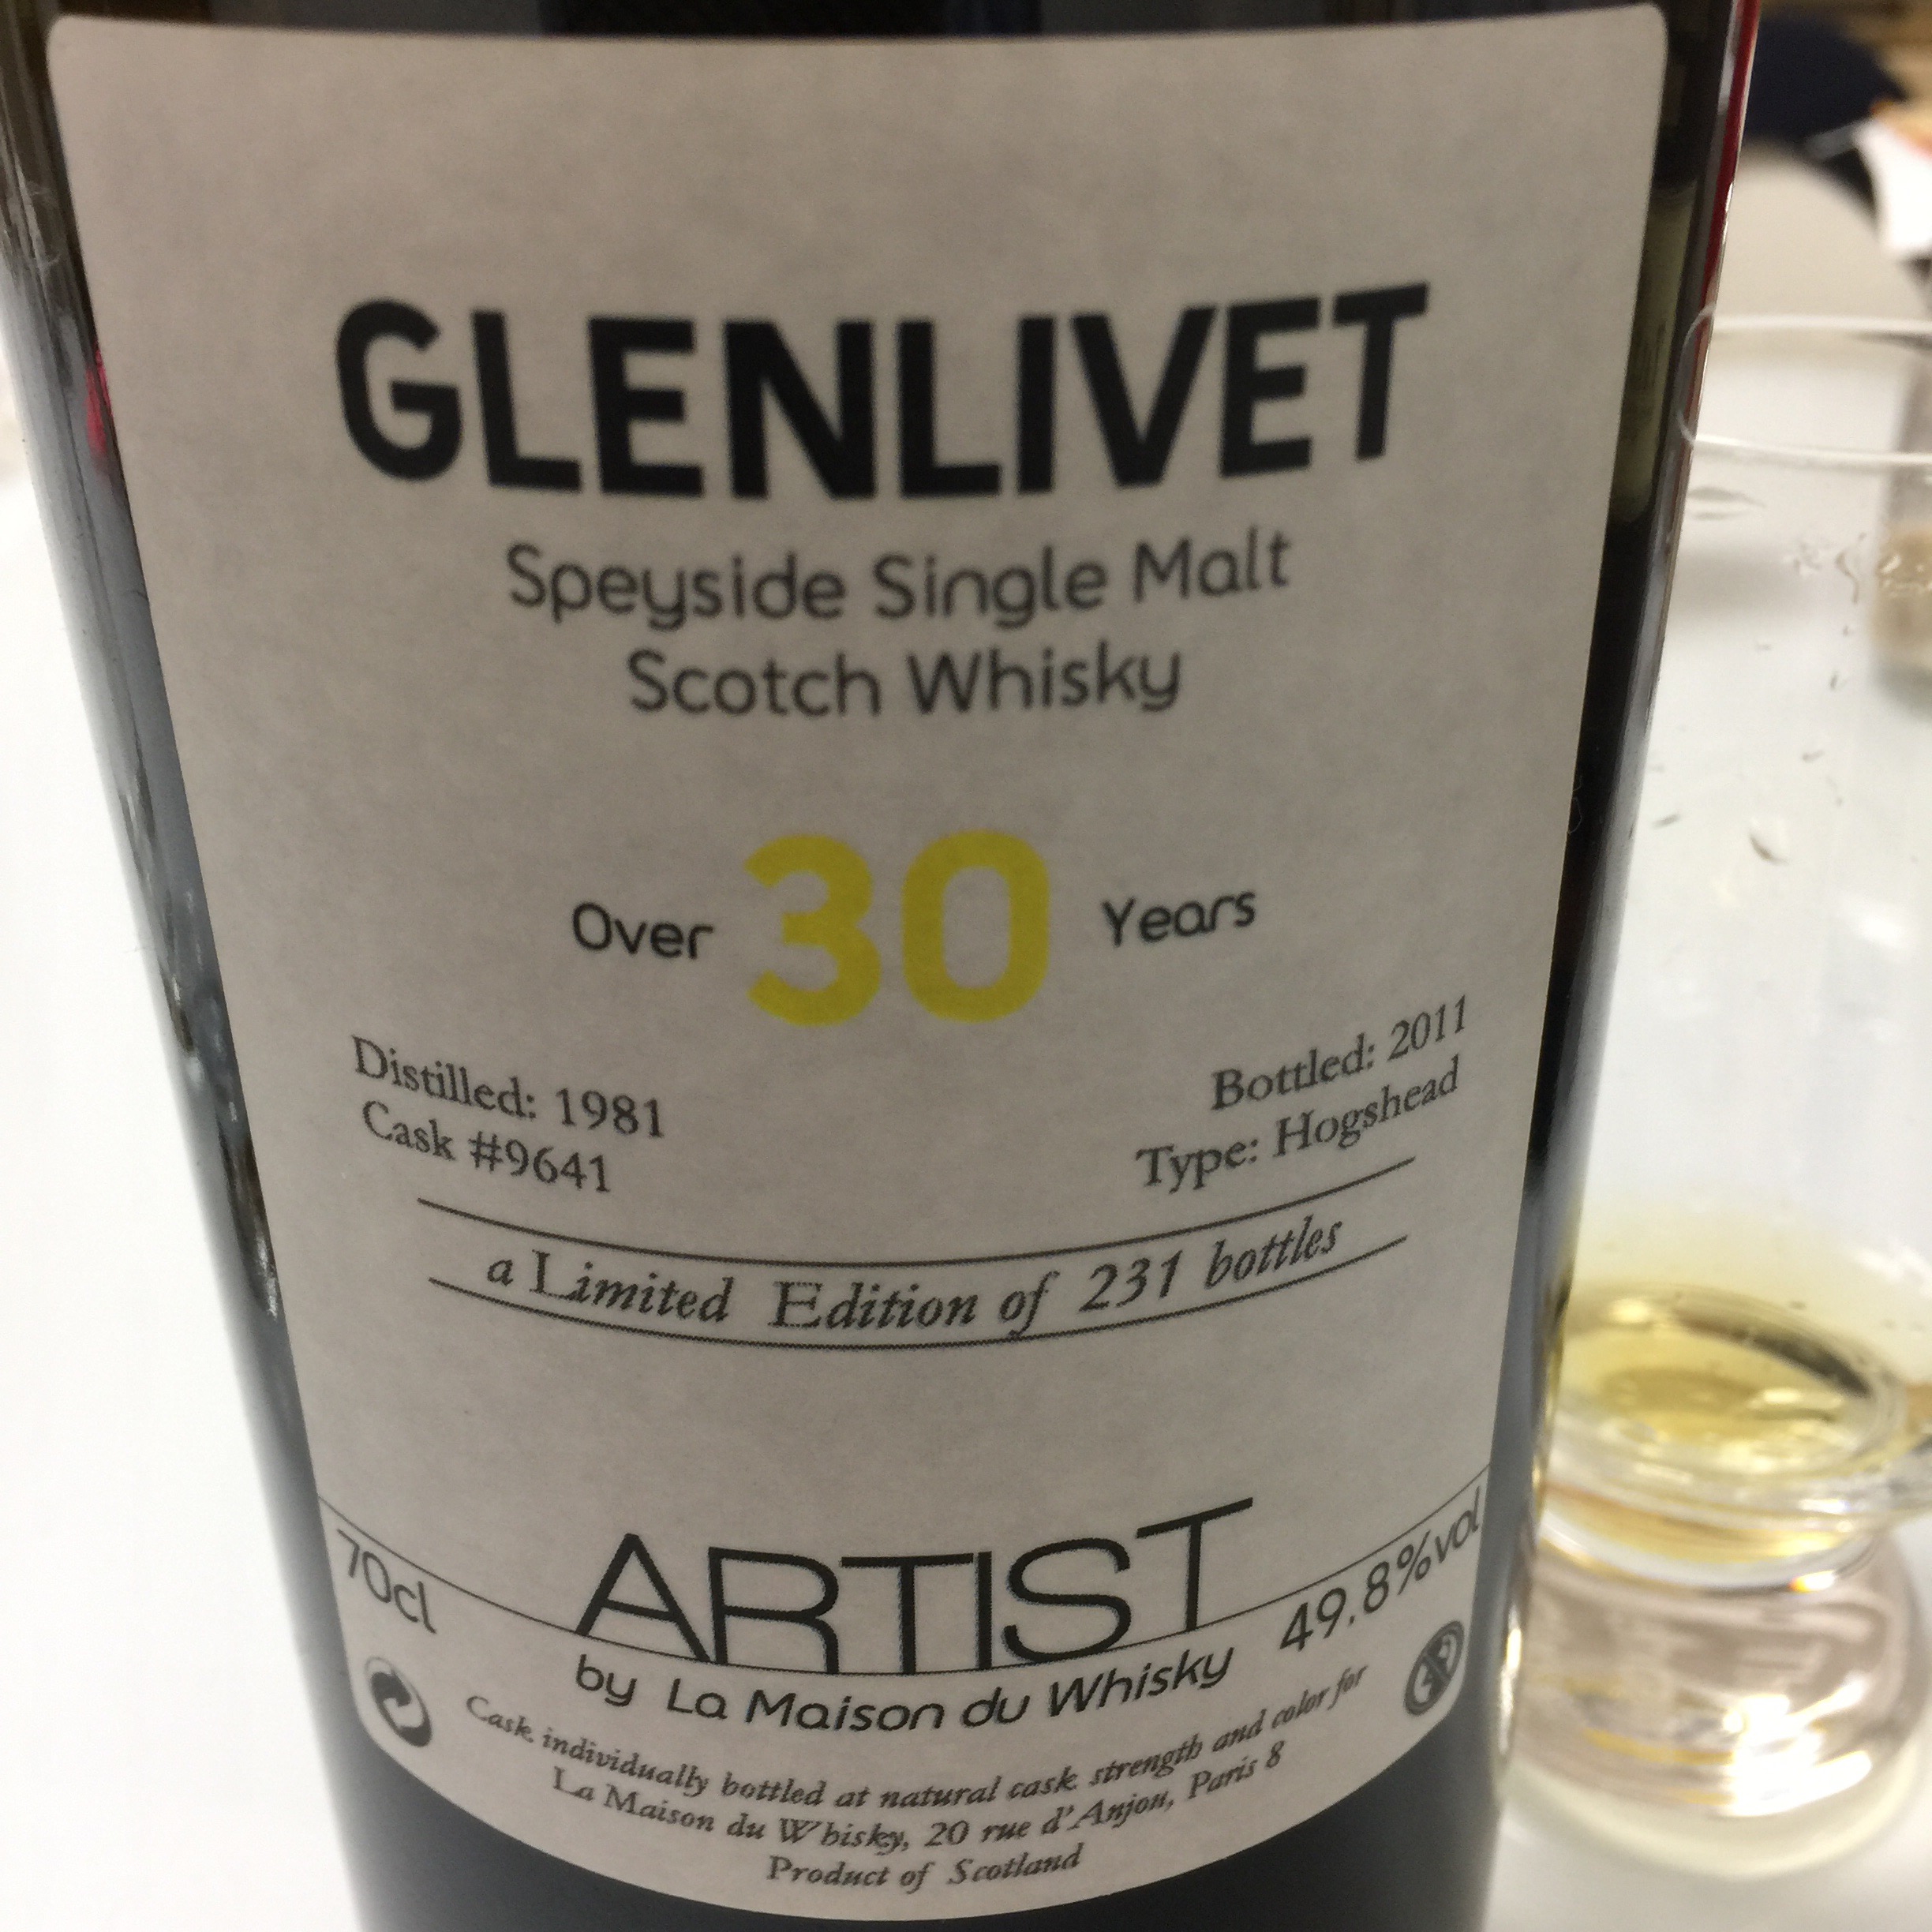 GLENLIVET
Speyside Single Malt
Scotch Whisky
Over 30 Years
Distilled: 1981
Cask #9641
Bottled: 2011
Type: Hogshead
a Limited Edition of 231 bottles
70cl
ARTIST
49.8%vol
by La Maison du Whisky
Cask individually bottled at natural cask strength and color for
La Maison du Whisky, 20 rue d'Anjou, Paris 8
Product of Scotland